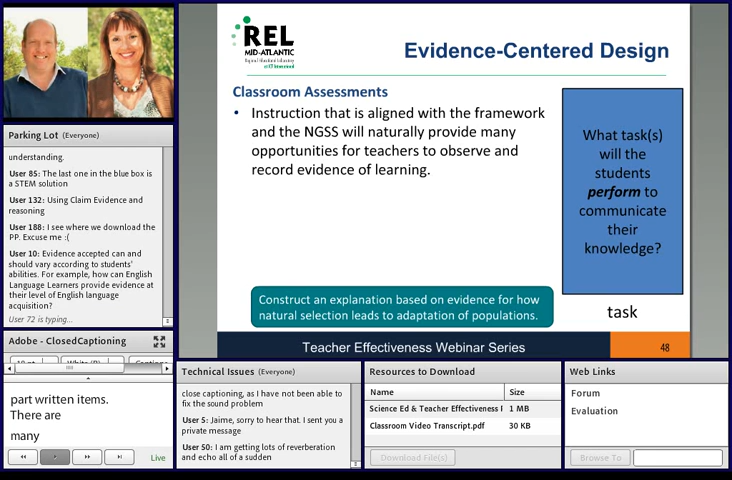 REL
MID-ATLANTIC
Regional Educational Laboratory
Evidence-Centered Design
Classroom Assessments
• Instruction that is aligned with the framework
and the NGSS will naturally provide many
opportunities for teachers to observe and
record evidence of learning.
What task(s)
will the
students
perform to
communicate
their
knowledge?
Construct an explanation based on evidence for how
natural selection leads to adaptation of populations.
task
Teacher Effectiveness Webinar Series
48
Parking Lot (Everyone)
understanding.
User 85: The last one in the blue box is
a STEM solution
User 132: Using Claim Evidence and
reasoning
User 188: I see where we download the
PP. Excuse me :(
User 10: Evidence accepted can and
should vary according to students'
abilities. For example, how can English
Language Learners provide evidence at
their level of English language
acquisition?
User 72 is typing...
Adobe - ClosedCaptioning
part written items.
There are
many
Live
Technical Issues (Everyone)
close captioning, as I have not been able to
fix the sound problem
User 5: Jaime, sorry to hear that. I sent you a
private message
User 50: I am getting lots of reverberation
and echo all of a sudden
Resources to Download
Name Size
Science Ed & Teacher Effectiveness 1 MB
Classroom Video Transcript.pdf 30 KB
Download File(s)
Web Links
Forum
Evaluation
Browse To